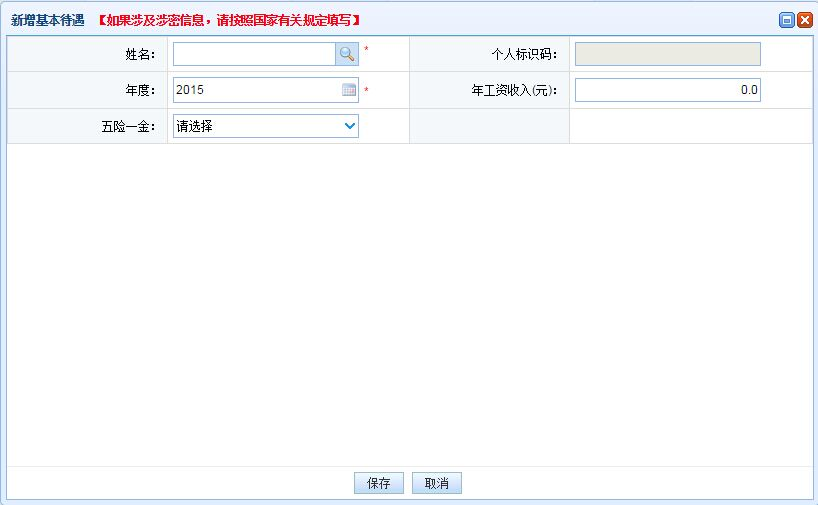 新增基本待遇 【如果涉及涉密信息，请按照国家有关规定填写】
姓名： * 个人标识码：
年度： 2015 * 年工资收入(元)： 0.0
五险一金： 请选择
保存 取消